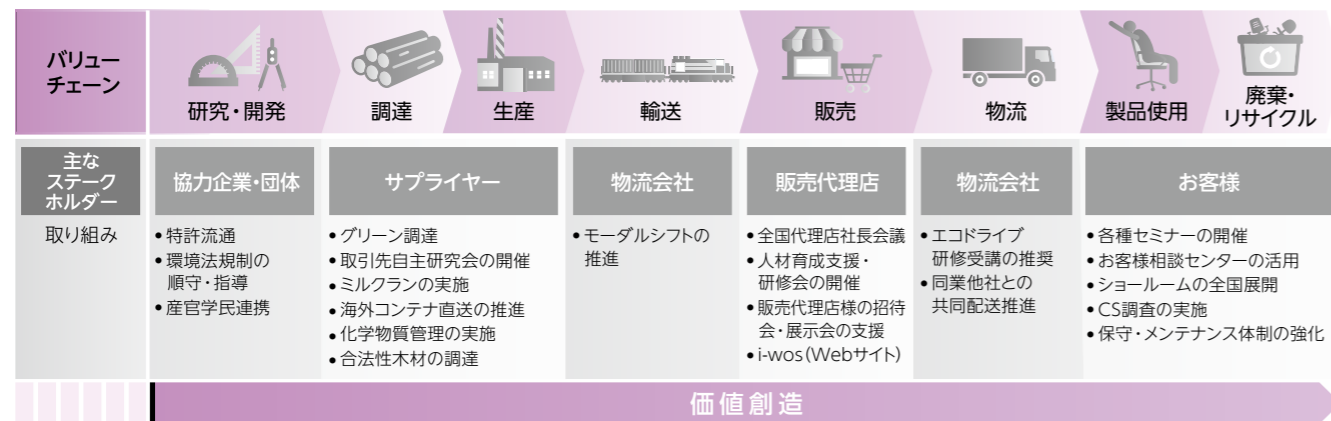 バリュー
チェーン
研究・開発
調達
生産
輸送
販売
物流
製品使用
廃棄・
リサイクル
主な
ステーク
ホルダー
協力企業・団体
サプライヤー
物流会社
販売代理店
物流会社
お客様
取り組み
•特許流通
•環境法規制の
順守・指導
•産官学民連携
•グリーン調達
•取引先自主研究会の開催
•ミルクランの実施
•海外コンテナ直送の推進
•化学物質管理の実施
•合法性木材の調達
•モーダルシフトの
推進
•全国代理店社長会議
•人材育成支援・
研修会の開催
•販売代理店様の招待
会・展示会の支援
•i-wos(Webサイト)
•エコドライブ
研修受講の推奨
•同業他社との
共同配送推進
•各種セミナーの開催
•お客様相談センターの活用
•ショールームの全国展開
•CS調査の実施
•保守・メンテナンス体制の強化
価値創造